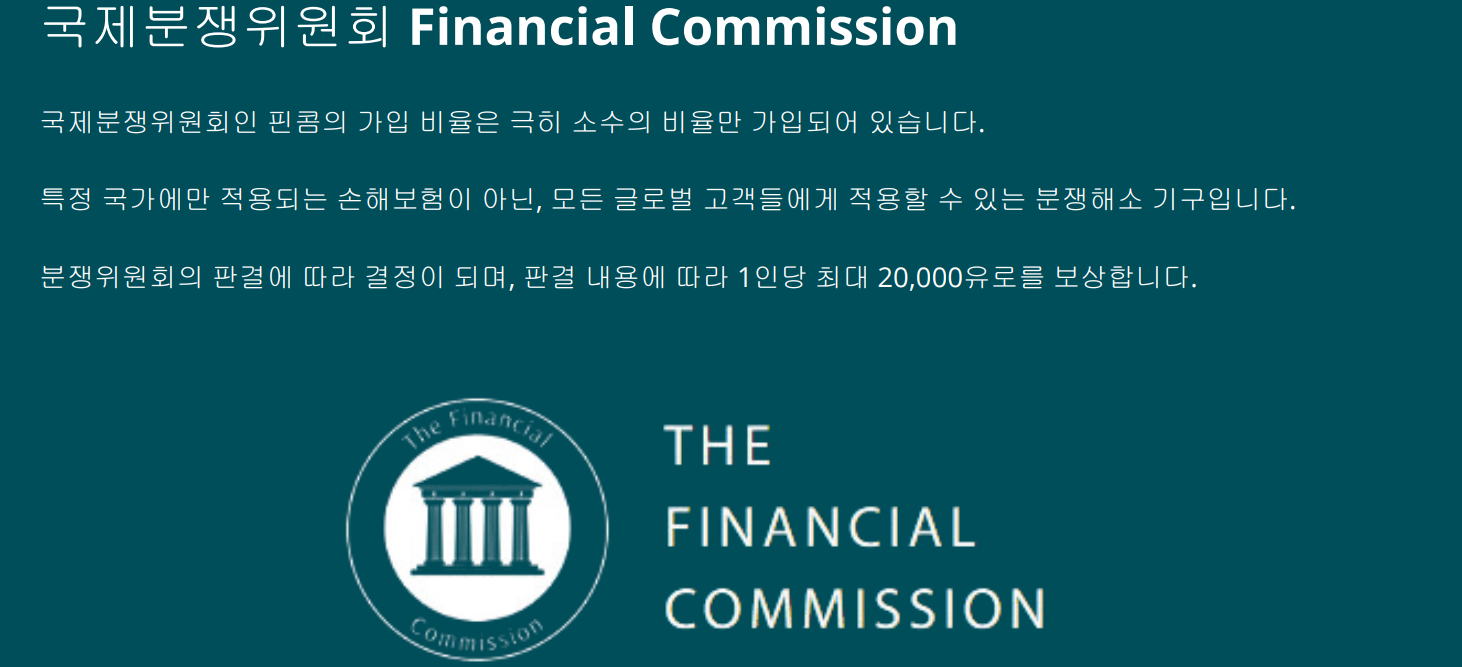 국제분쟁위원회 Financial Commission
국제분쟁위원회인 핀콤의 가입 비율은 극히 소수의 비율만 가입되어 있습니다.
특정 국가에만 적용되는 손해보험이 아닌, 모든 글로벌 고객들에게 적용할 수 있는 분쟁해소 기구입니다.
분쟁위원회의 판결에 따라 결정이 되며, 판결 내용에 따라 1인당 최대 20,000유로를 보상합니다.
The Financial
Commission
THE
FINANCIAL
COMMISSION